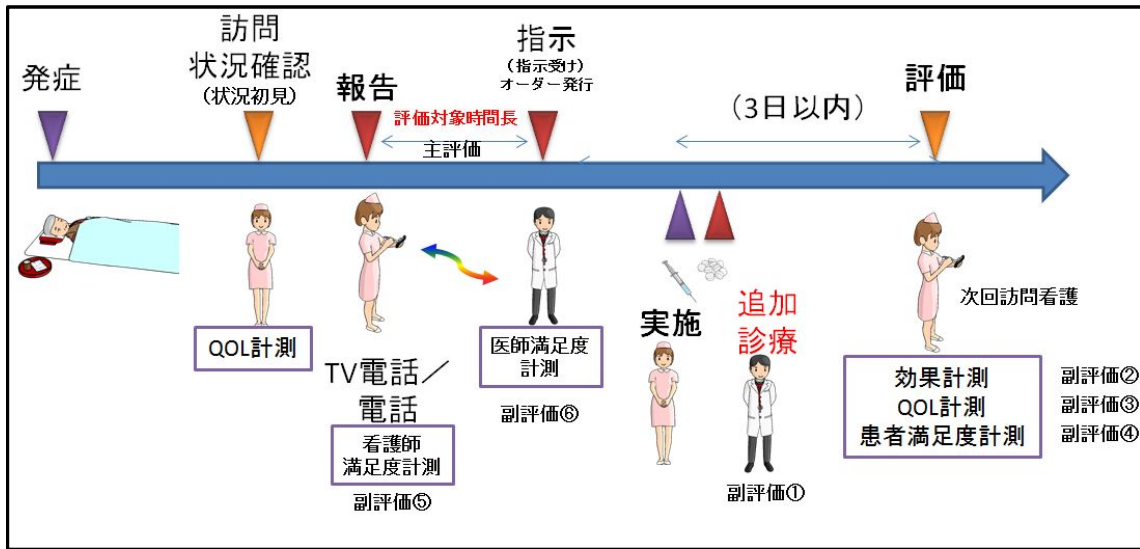 発症
訪問
状況確認
（状況初見）
報告
評価対象時間長
主評価
指示
（指示受け）
オーダー発行
（3日以内）
評価
QOL計測
TV電話／
電話
看護師
満足度計測
副評価⑤
医師満足度
計測
副評価⑥
実施
追加
診療
副評価①
次回訪問看護
効果計測
QOL計測
患者満足度計測
副評価②
副評価③
副評価④